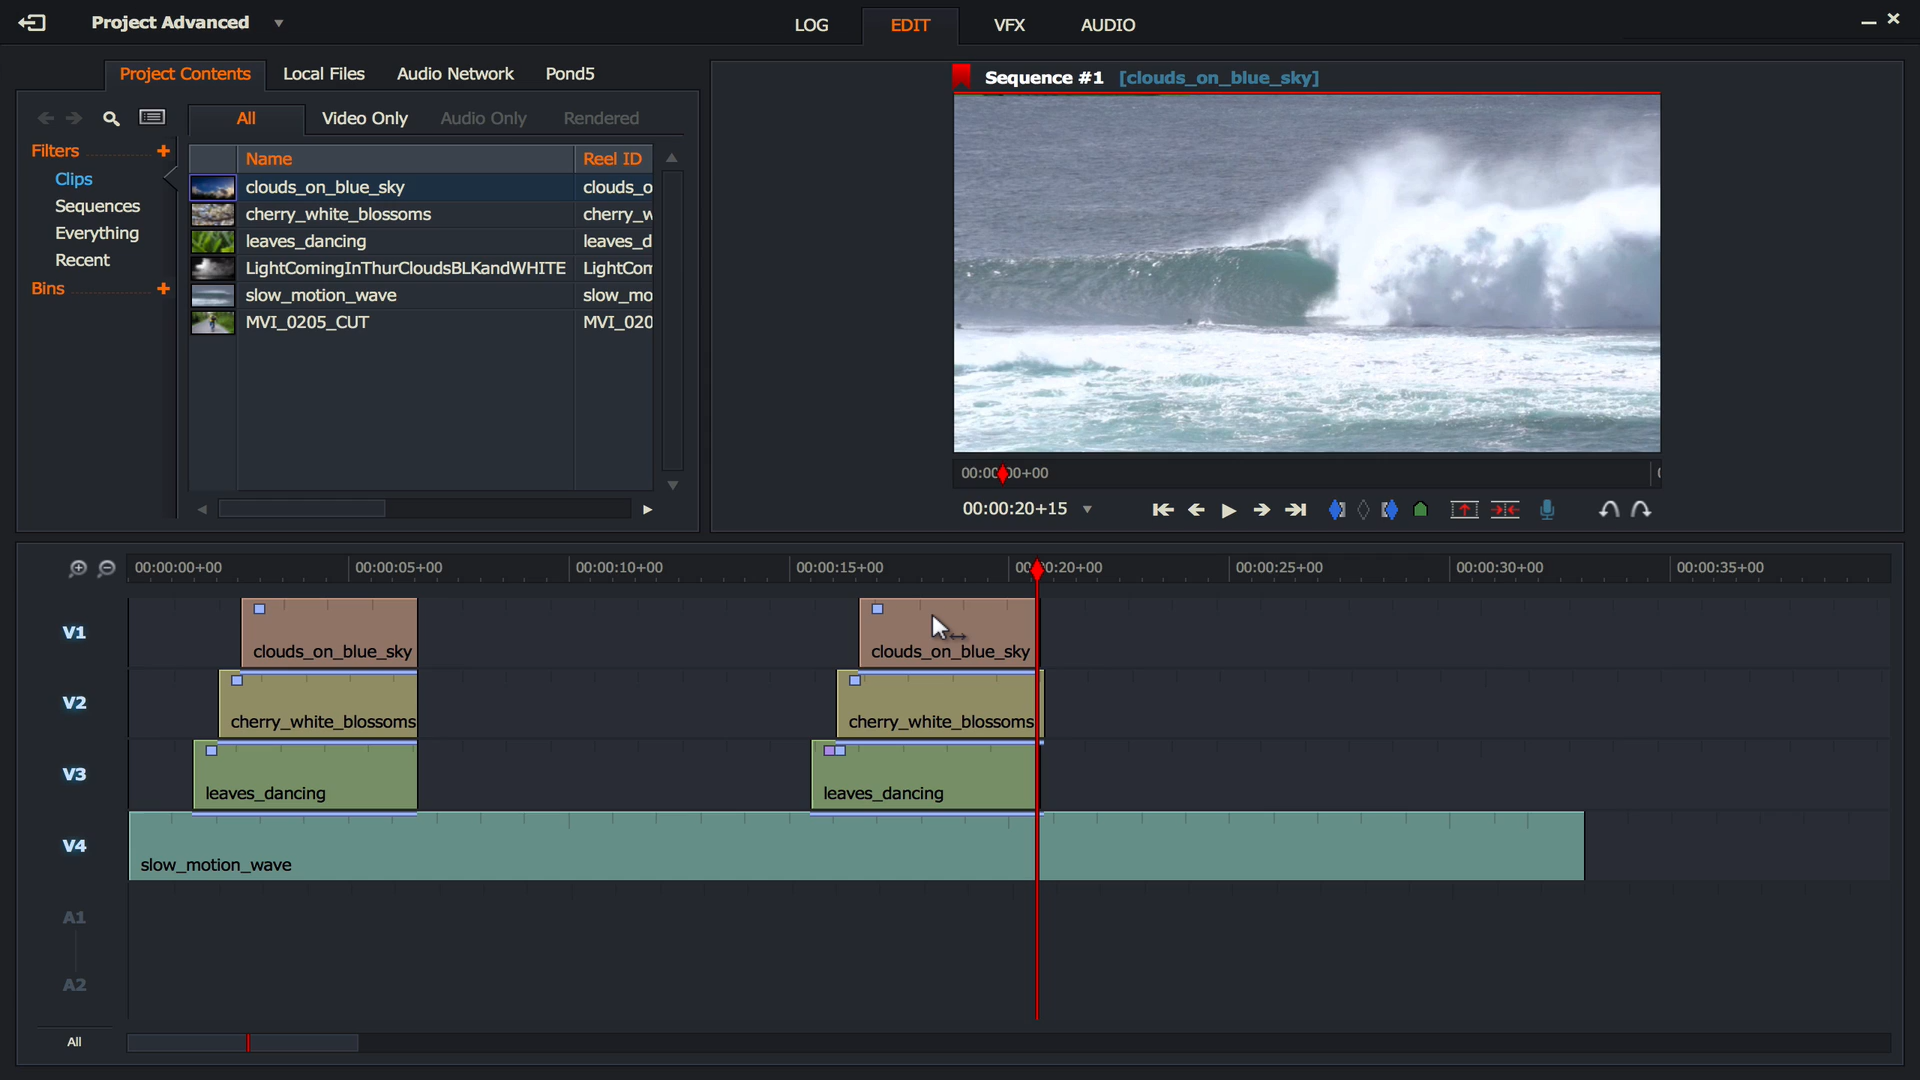 Project Advanced
LOG
EDIT
VFX
AUDIO
Project Contents
Local Files
Audio Network
Pond5
Sequence #1 [clouds_on_blue_sky]
All
Video Only
Audio Only
Rendered
Filters
Clips
Sequences
Everything
Recent
Bins
Name
Reel ID
clouds_on_blue_sky
clouds_o
cherry_white_blossoms
cherry_w
leaves_dancing
leaves_d
LightComingInThurCloudsBLKandWHITE
LightCom
slow_motion_wave
slow_mo
MVI_0205_CUT
MVI_020
00:00:20+15
00:00:00+00
00:00:05+00
00:00:10+00
00:00:15+00
00:00:25+00
00:00:30+00
00:00:35+00
V1
clouds_on_blue_sky
clouds_on_blue_sky
V2
cherry_white_blossoms
cherry_white_blossoms
V3
leaves_dancing
leaves_dancing
V4
slow_motion_wave
A1
A2
All